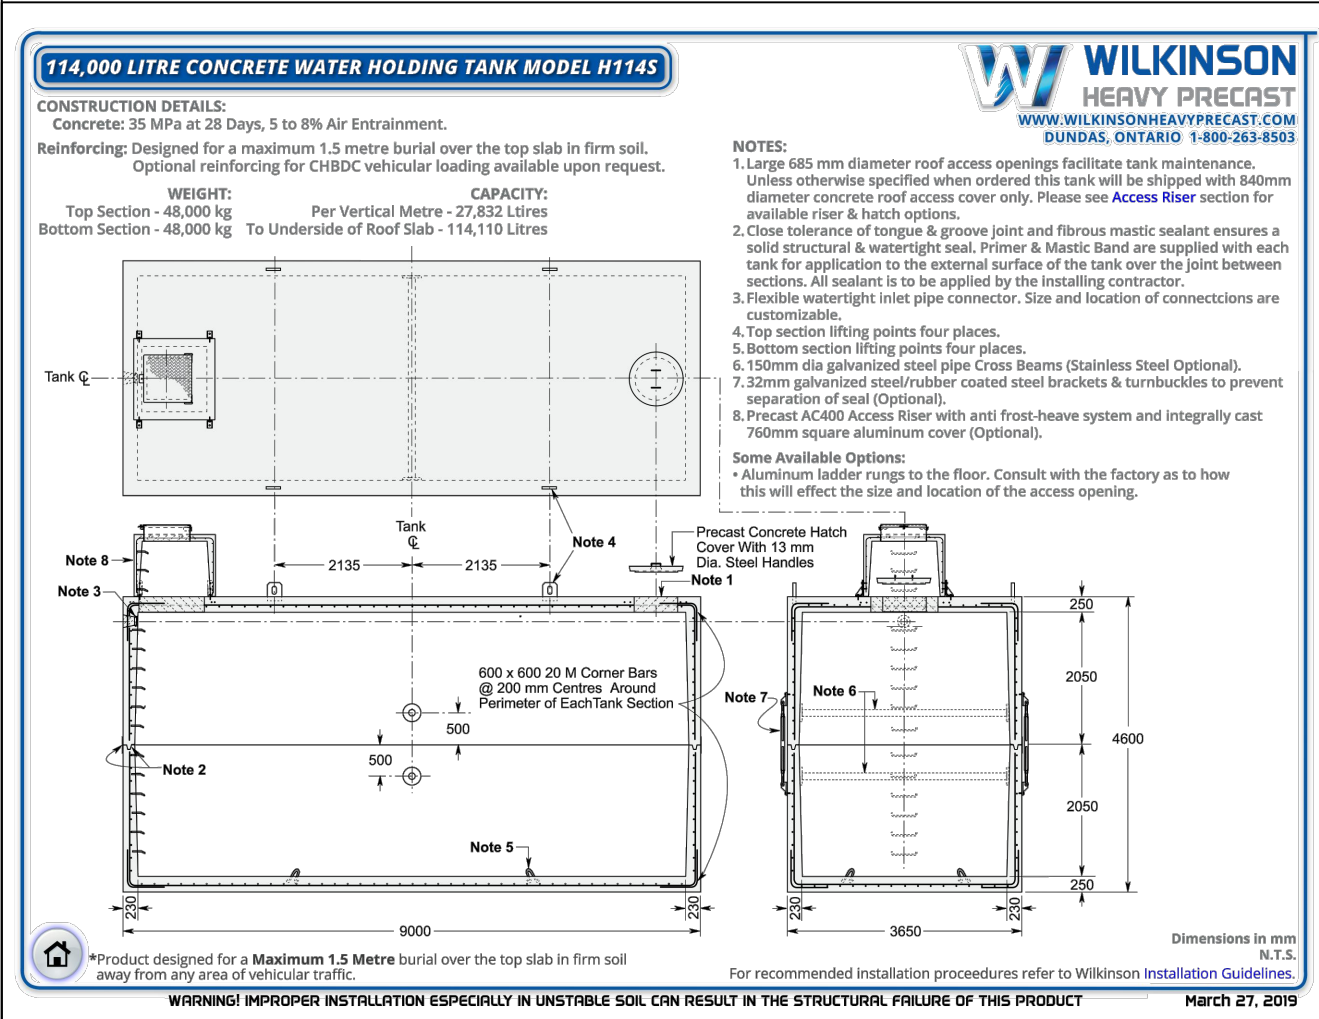 114,000 LITRE CONCRETE WATER HOLDING TANK MODEL H114S
WILKINSON
HEAVY PRECAST
WWW.WILKINSONHEAVYPRECAST.COM
DUNDAS, ONTARIO 1-800-263-8503
CONSTRUCTION DETAILS:
Concrete: 35 MPa at 28 Days, 5 to 8% Air Entrainment.
Reinforcing: Designed for a maximum 1.5 metre burial over the top slab in firm soil.
Optional reinforcing for CHBDC vehicular loading available upon request.
WEIGHT:
Top Section - 48,000 kg
Bottom Section - 48,000 kg
CAPACITY:
Per Vertical Metre - 27,832 Ltires
To Underside of Roof Slab - 114,110 Litres
NOTES:
1. Large 685 mm diameter roof access openings facilitate tank maintenance.
Unless otherwise specified when ordered this tank will be shipped with 840mm
diameter concrete roof access cover only. Please see Access Riser section for
available riser & hatch options.
2. Close tolerance of tongue & groove joint and fibrous mastic sealant ensures a
solid structural & watertight seal. Primer & Mastic Band are supplied with each
tank for application to the external surface of the tank over the joint between
sections. All sealant is to be applied by the installing contractor.
3. Flexible watertight inlet pipe connector. Size and location of connectcions are
customizable.
4. Top section lifting points four places.
5. Bottom section lifting points four places.
6. 150mm dia galvanized steel pipe Cross Beams (Stainless Steel Optional).
7. 32mm galvanized steel/rubber coated steel brackets & turnbuckles to prevent
separation of seal (Optional).
8. Precast AC400 Access Riser with anti frost-heave system and integrally cast
760mm square aluminum cover (Optional).
Some Available Options:
• Aluminum ladder rungs to the floor. Consult with the factory as to how
this will effect the size and location of the access opening.
Tank CL
Tank
CL
2135
2135
Note 4
Precast Concrete Hatch
Cover With 13 mm
Dia. Steel Handles
Note 1
Note 8
Note 3
600 x 600 20 M Corner Bars
@ 200 mm Centres Around
Perimeter of EachTank Section
500
500
Note 2
Note 5
230
230
9000
Note 7
Note 6
250
2050
4600
2050
250
230
230
3650
*Product designed for a Maximum 1.5 Metre burial over the top slab in firm soil
away from any area of vehicular traffic.
Dimensions in mm
N.T.S.
For recommended installation proceedures refer to Wilkinson Installation Guidelines.
WARNING! IMPROPER INSTALLATION ESPECIALLY IN UNSTABLE SOIL CAN RESULT IN THE STRUCTURAL FAILURE OF THIS PRODUCT
March 27, 2019